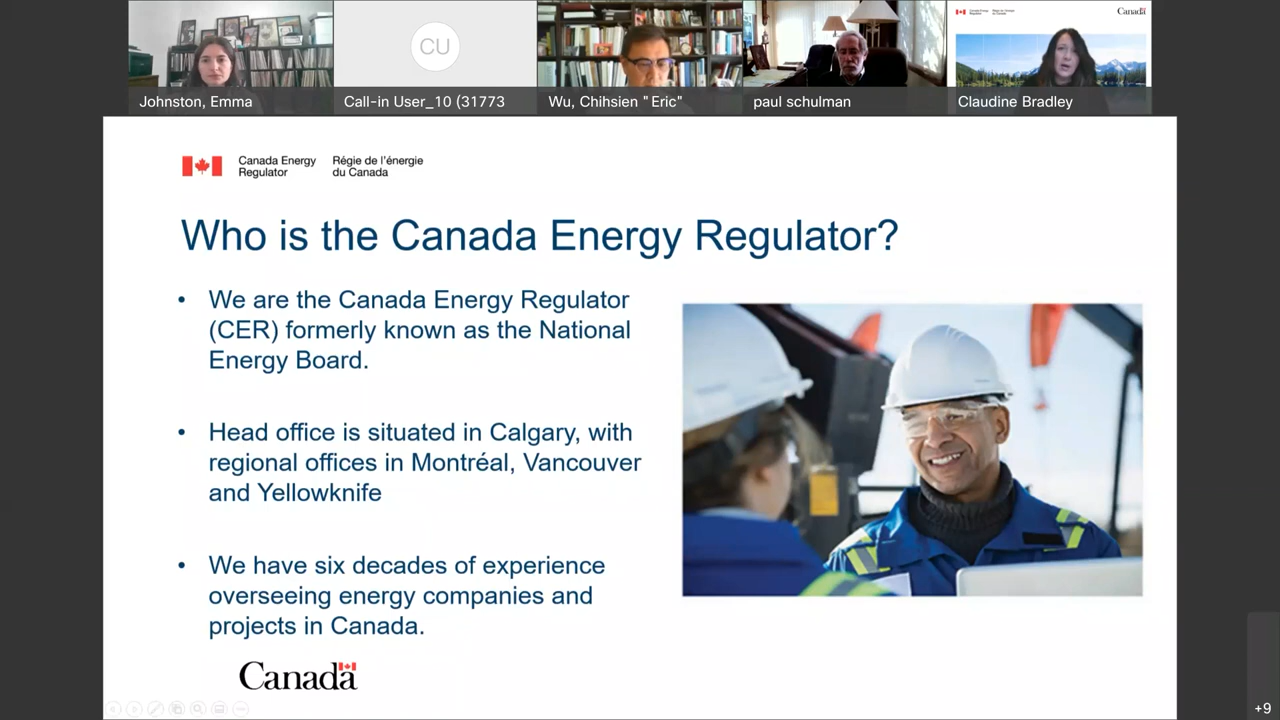 Canada
Johnston, Emma
CU
Call-in User_10 (31773
Wu, Chihsien "Eric"
paul schulman
Claudine Bradley
Canada Energy Regulator
Régie de l'énergie du Canada
Who is the Canada Energy Regulator?
• We are the Canada Energy Regulator
(CER) formerly known as the National
Energy Board.
• Head office is situated in Calgary, with
regional offices in Montréal, Vancouver
and Yellowknife
• We have six decades of experience
overseeing energy companies and
projects in Canada.
Canada
+9